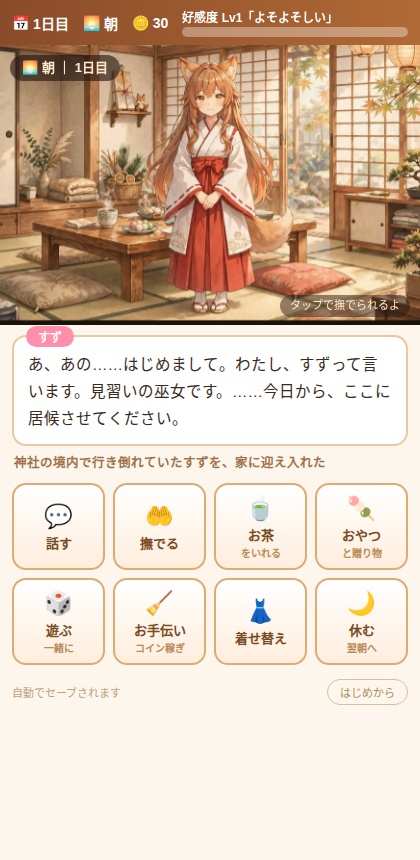 1日目 朝 30 好感度 Lv1「よそよそしい」
朝 | 1日目
タップで撫でられるよ
すず
あ、あの……はじめまして。わたし、すずって言
います。見習いの巫女です。……今日から、ここに
居候させてください。
神社の境内で行き倒れていたすずを、家に迎え入れた
話す
撫でる
お茶
をいれる
おやつ
と贈り物
遊ぶ
一緒に
お手伝い
コイン稼ぎ
着せ替え
休む
翌朝へ
自動でセーブされます
はじめから